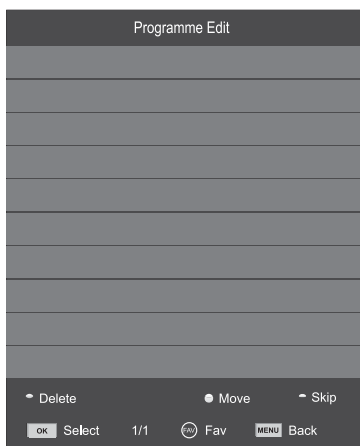 Programme Edit
Delete Move Skip
OK Select 1/1 FAV Fav MENU Back